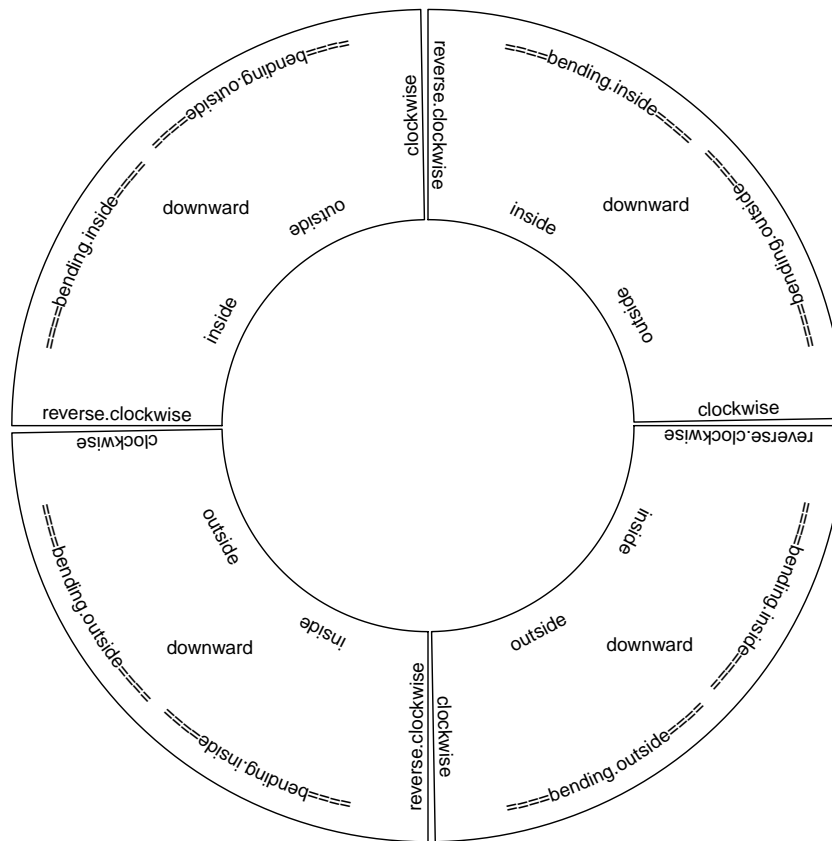 ====bending.outside====
clockwise
reverse.clockwise
====bending.inside====
====bending.inside====
downward
outside
inside
downward
====bending.outside====
inside
outside
reverse.clockwise
clockwise
clockwise
reverse.clockwise
outside
inside
====bending.outside====
downward
inside
outside
downward
====bending.inside====
====bending.inside====
reverse.clockwise
clockwise
====bending.outside====